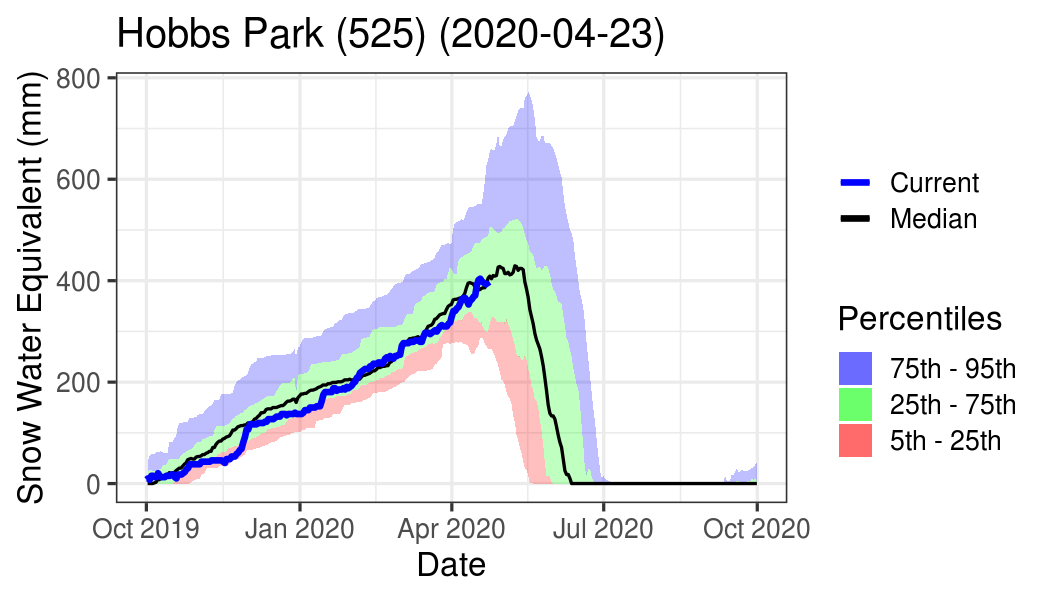 Hobbs Park (525) (2020-04-23)
Snow Water Equivalent (mm)
800
600
400
200
0
Oct 2019
Jan 2020
Apr 2020
Jul 2020
Oct 2020
Date
Current
Median
Percentiles
75th - 95th
25th - 75th
5th - 25th